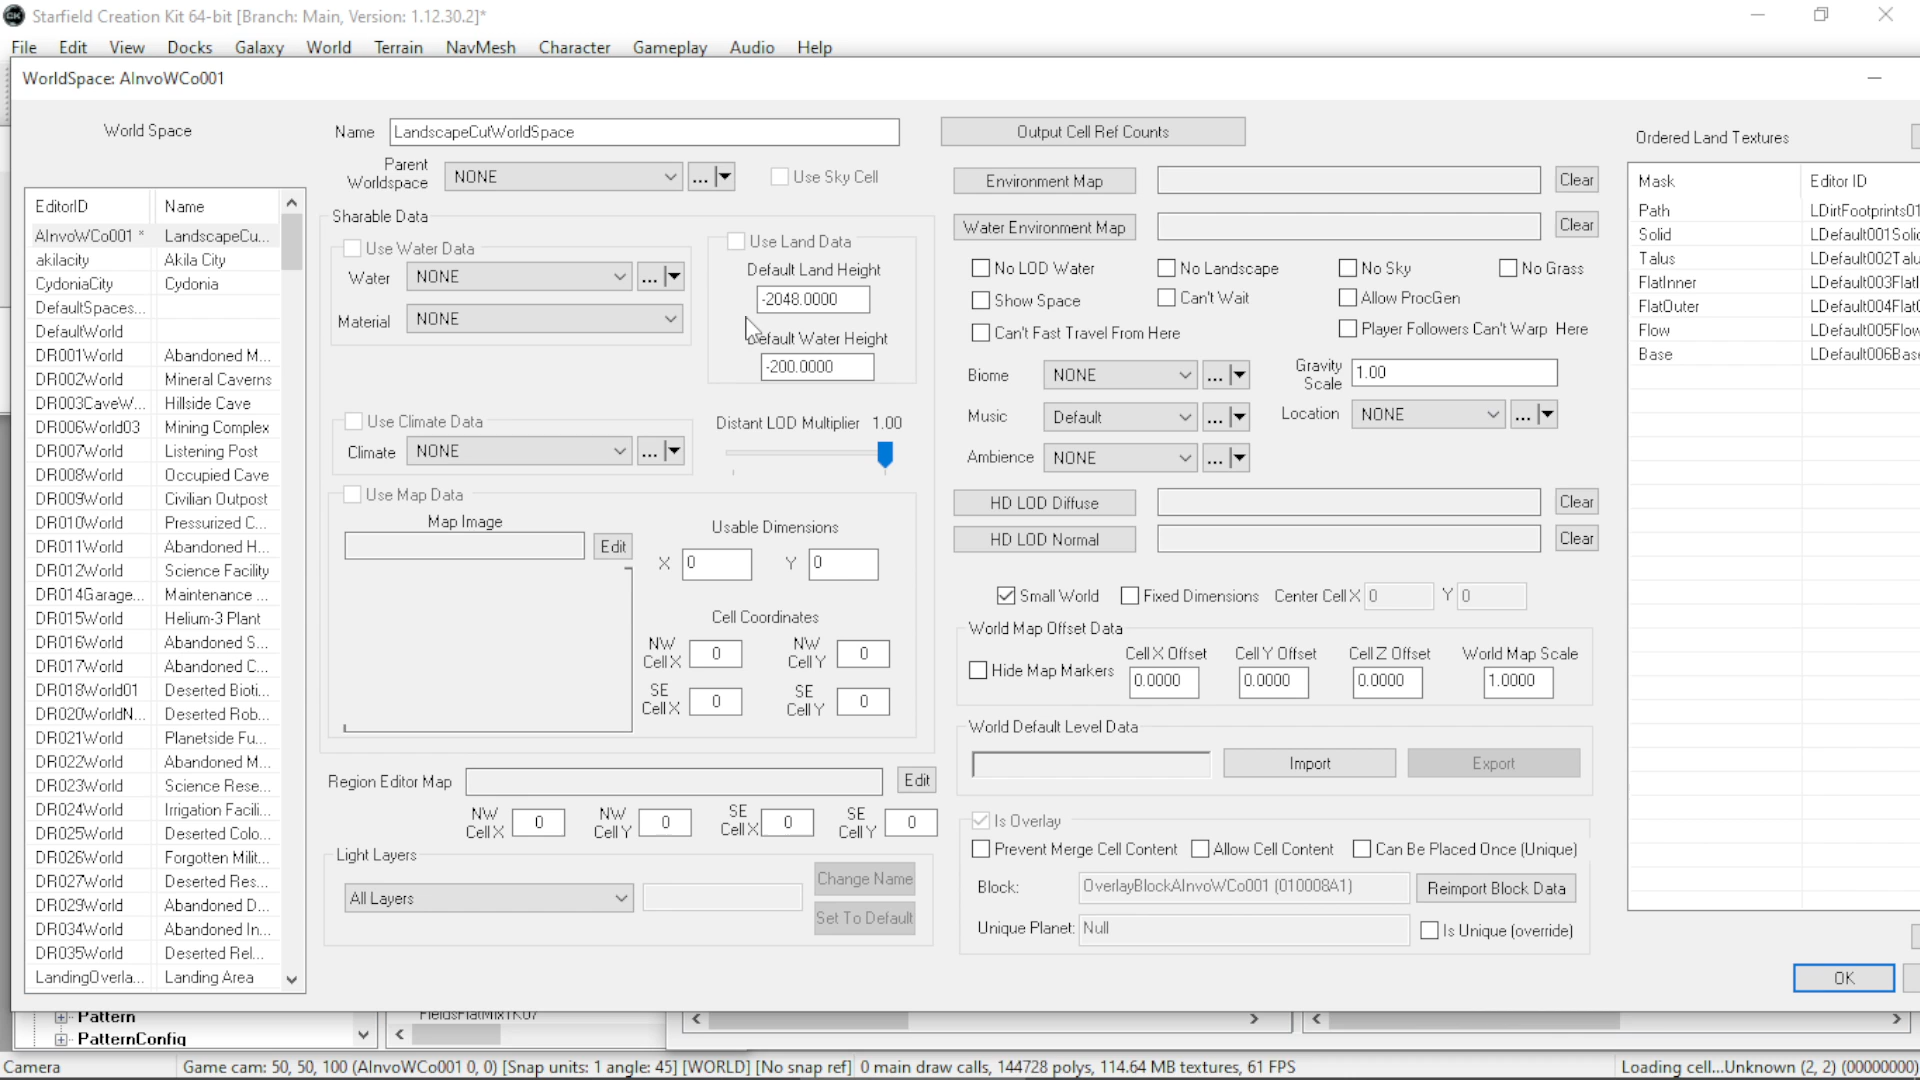 Starfield Creation Kit 64-bit [Branch: Main, Version: 1.12.30.2]*
File Edit View Docks Galaxy World Terrain NavMesh Character Gameplay Audio Help
WorldSpace: AInvoWCo001
World Space
EditorID Name
AInvoWCo001 * LandscapeCu...
akilacity Akila City
CydoniaCity Cydonia
DefaultSpaces...
DefaultWorld
DR001World Abandoned M...
DR002World Mineral Caverns
DR003CaveW... Hillside Cave
DR006World03 Mining Complex
DR007World Listening Post
DR008World Occupied Cave
DR009World Civilian Outpost
DR010World Pressurized C...
DR011World Abandoned H...
DR012World Science Facility
DR014Garage... Maintenance ...
DR015World Helium-3 Plant
DR016World Abandoned S...
DR017World Abandoned C...
DR018World01 Deserted Bioti...
DR020WorldN... Deserted Rob...
DR021World Planetside Fu...
DR022World Abandoned M...
DR023World Science Rese...
DR024World Irrigation Facili...
DR025World Deserted Colo...
DR026World Forgotten Milit...
DR027World Deserted Res...
DR029World Abandoned D...
DR034World Abandoned In...
DR035World Deserted Rel...
LandingOverla... Landing Area
Name LandscapeCutWorldSpace
Parent Worldspace NONE ... Use Sky Cell
Sharable Data
Use Water Data
Water NONE ...
Material NONE
Use Land Data
Default Land Height
-2048.0000
Default Water Height
-200.0000
Use Climate Data
Climate NONE ...
Distant LOD Multiplier 1.00
Use Map Data
Map Image
Edit
Usable Dimensions
X 0 Y 0
Cell Coordinates
NW Cell X 0 NW Cell Y 0
SE Cell X 0 SE Cell Y 0
Region Editor Map Edit
NW Cell X 0 NW Cell Y 0 SE Cell X 0 SE Cell Y 0
Light Layers
All Layers
Change Name
Set To Default
Output Cell Ref Counts
Environment Map Clear
Water Environment Map Clear
No LOD Water No Landscape No Sky No Grass
Show Space Can't Wait Allow ProcGen
Can't Fast Travel From Here Player Followers Can't Warp Here
Biome NONE ... Gravity Scale 1.00
Music Default ... Location NONE ...
Ambience NONE ...
HD LOD Diffuse Clear
HD LOD Normal Clear
Small World Fixed Dimensions Center Cell X 0 Y 0
World Map Offset Data
Cell X Offset Cell Y Offset Cell Z Offset World Map Scale
Hide Map Markers 0.0000 0.0000 0.0000 1.0000
World Default Level Data
Import Export
Is Overlay
Prevent Merge Cell Content Allow Cell Content Can Be Placed Once (Unique)
Block: OverlayBlockAInvoWCo001 (010008A1) Reimport Block Data
Unique Planet: Null Is Unique (override)
Ordered Land Textures
Mask Editor ID
Path LDirtFootprints01
Solid LDefault001Soli
Talus LDefault002Talu
FlatInner LDefault003Flatl
FlatOuter LDefault004Flat
Flow LDefault005Flow
Base LDefault006Base
OK
Pattern
PatternConfig
FieldsFlatMix1K07
Camera Game cam: 50, 50, 100 (AInvoWCo001 0, 0) [Snap units: 1 angle: 45] [WORLD] [No snap ref] 0 main draw calls, 144728 polys, 114.64 MB textures, 61 FPS Loading cell...Unknown (2, 2) (00000000)